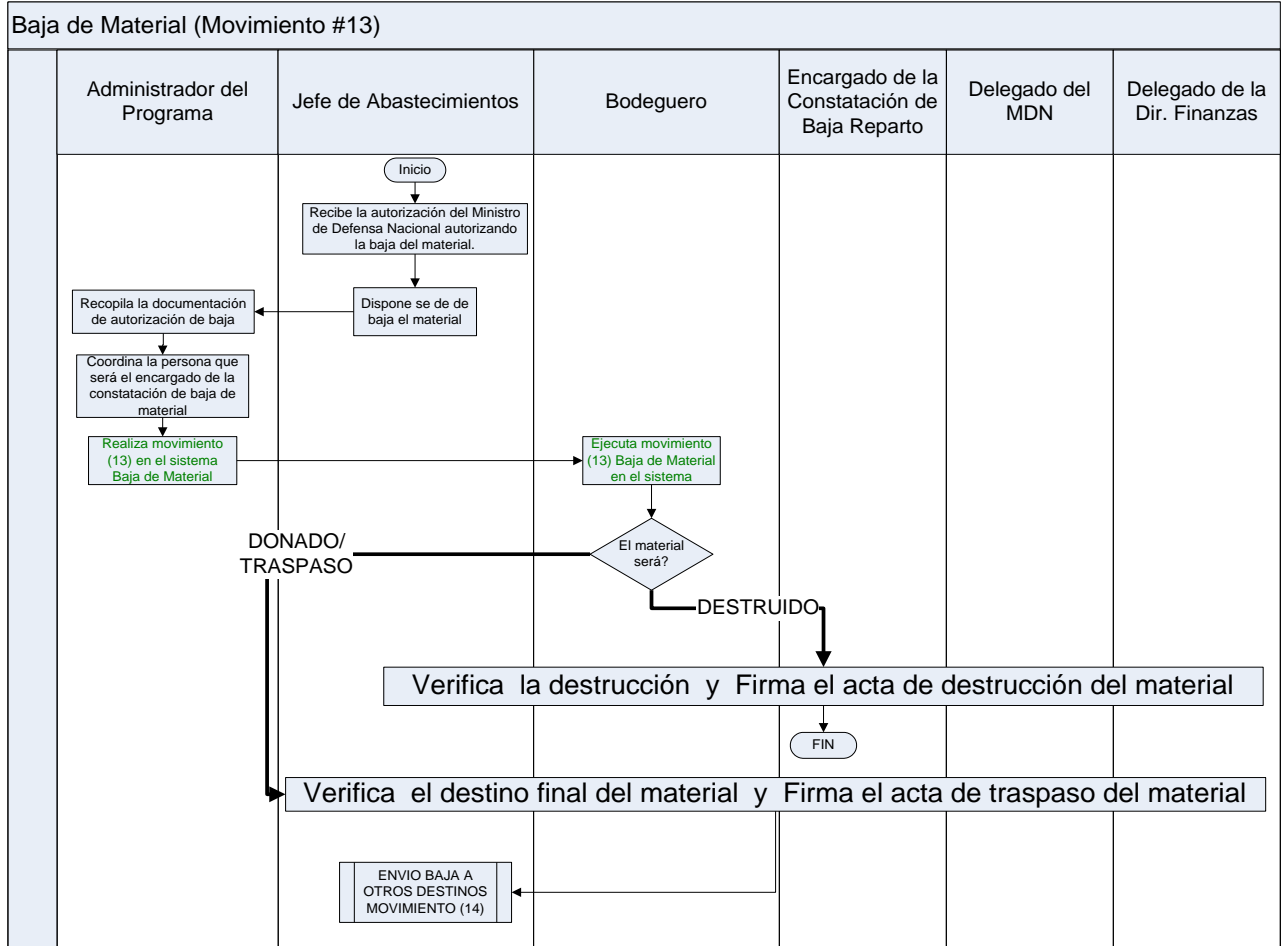 Baja de Material (Movimiento #13)
Administrador del
Programa
Jefe de Abastecimientos
Bodeguero
Encargado de la
Constatación de
Baja Reparto
Delegado del
MDN
Delegado de la
Dir. Finanzas
Inicio
Recibe la autorización del Ministro
de Defensa Nacional autorizando
la baja del material.
Dispone se de de
baja el material
Recopila la documentación
de autorización de baja
Coordina la persona que
será el encargado de la
constatación de baja de
material
Realiza movimiento
(13) en el sistema
Baja de Material
Ejecuta movimiento
(13) Baja de Material
en el sistema
El material
será?
DONADO/
TRASPASO
DESTRUIDO
Verifica la destrucción y Firma el acta de destrucción del material
FIN
Verifica el destino final del material y Firma el acta de traspaso del material
ENVIO BAJA A
OTROS DESTINOS
MOVIMIENTO (14)